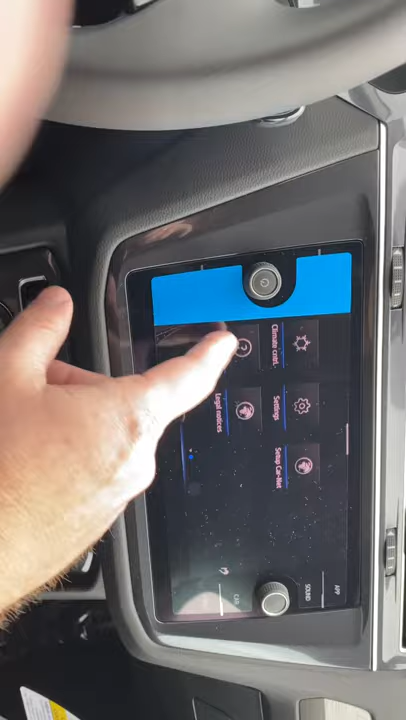 Climate cntrl.
Settings
Setup Car-Net
Legal notices
APP
SOUND